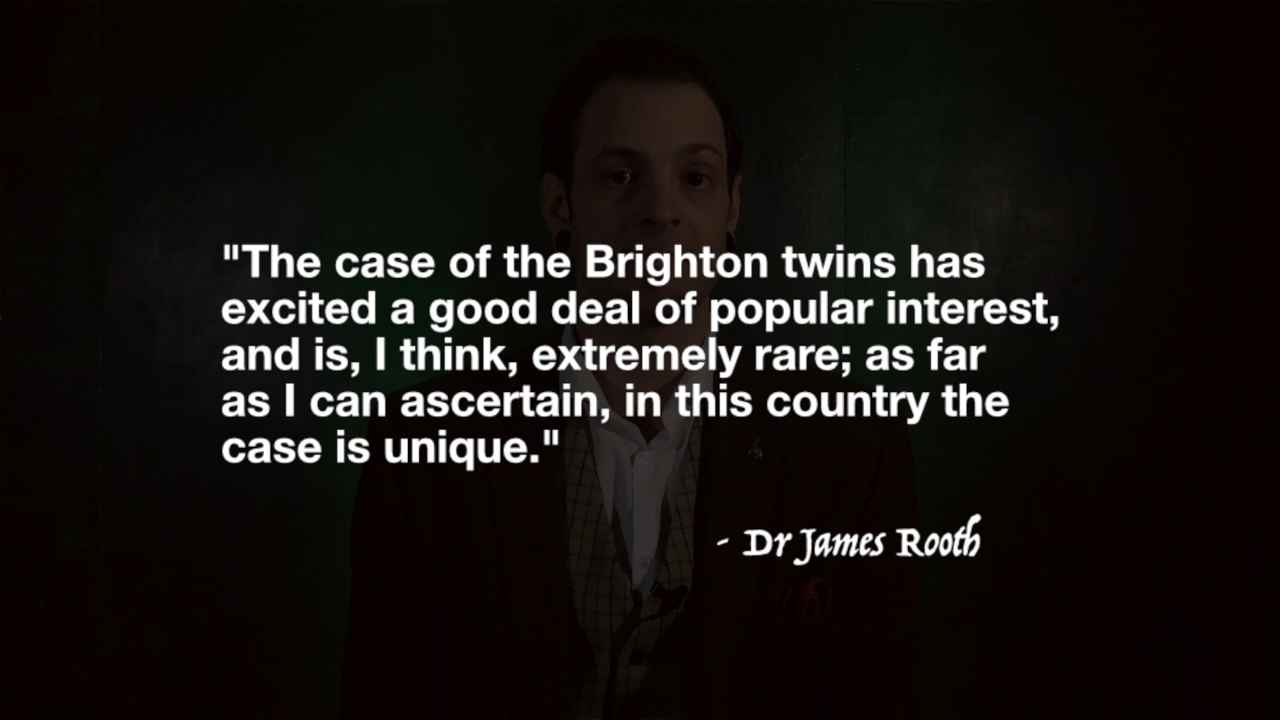 "The case of the Brighton twins has
excited a good deal of popular interest,
and is, I think, extremely rare; as far
as I can ascertain, in this country the
case is unique."
- Dr James Rooth